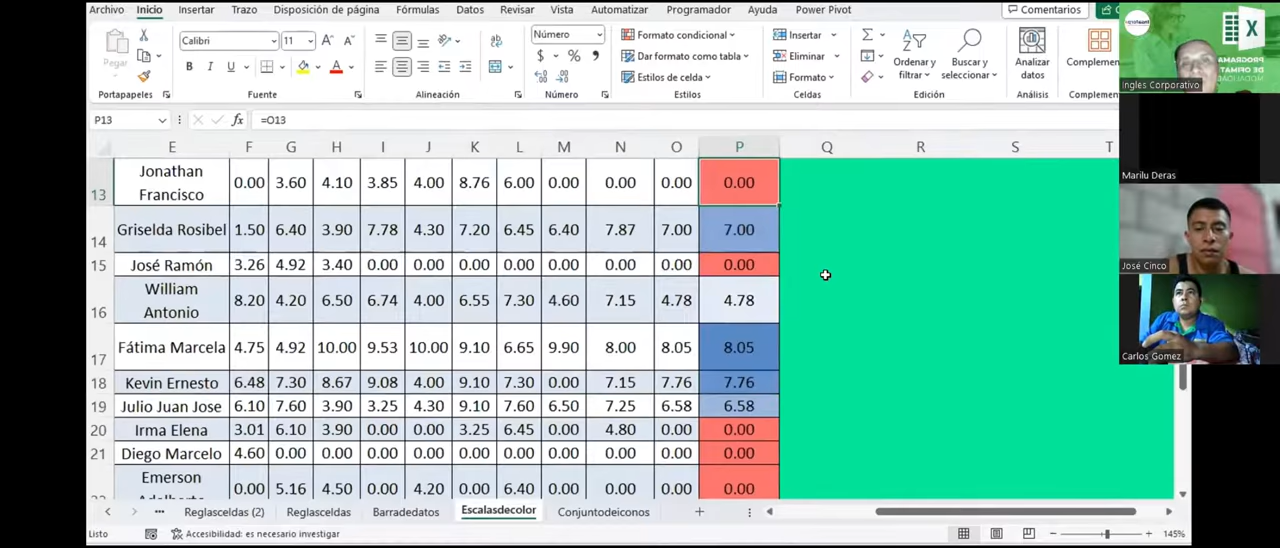 Archivo Inicio Insertar Trazo Disposición de página Fórmulas Datos Revisar Vista Automatizar Programador Ayuda Power Pivot
Comentarios
Calibri 11 Número Formato condicional Insertar
Dar formato como tabla Eliminar
Estilos de celda Formato
N K S $ % Ordenar y filtrar Buscar y seleccionar Analizar datos Complemen
Portapapeles Fuente Alineación Número Estilos Celdas Edición Análisis Complemen
P13 fx =O13
E F G H I J K L M N O P Q R S T
13 Jonathan Francisco 0.00 3.60 4.10 3.85 4.00 8.76 6.00 0.00 0.00 0.00 0.00
14 Griselda Rosibel 1.50 6.40 3.90 7.78 4.30 7.20 6.45 6.40 7.87 7.00 7.00
15 José Ramón 3.26 4.92 3.40 0.00 0.00 0.00 0.00 0.00 0.00 0.00 0.00
16 William Antonio 8.20 4.20 6.50 6.74 4.00 6.55 7.30 4.60 7.15 4.78 4.78
17 Fátima Marcela 4.75 4.92 10.00 9.53 10.00 9.10 6.65 9.90 8.00 8.05 8.05
18 Kevin Ernesto 6.48 7.30 8.67 9.08 4.00 9.10 7.30 0.00 7.15 7.76 7.76
19 Julio Juan Jose 6.10 7.60 3.90 3.25 4.30 9.10 7.60 6.50 7.25 6.58 6.58
20 Irma Elena 3.01 6.10 3.90 0.00 0.00 3.25 6.45 0.00 4.80 0.00 0.00
21 Diego Marcelo 4.60 0.00 0.00 0.00 0.00 0.00 0.00 0.00 0.00 0.00 0.00
Emerson 0.00 5.16 4.50 0.00 4.20 0.00 6.40 0.00 0.00 0.00 0.00
Reglasceldas (2) Reglasceldas Barradedatos Escalasdecolor Conjuntodeiconos
Listo Accesibilidad: es necesario investigar 145%
Ingles Corporativo
Marilu Deras
José Cinco
Carlos Gomez